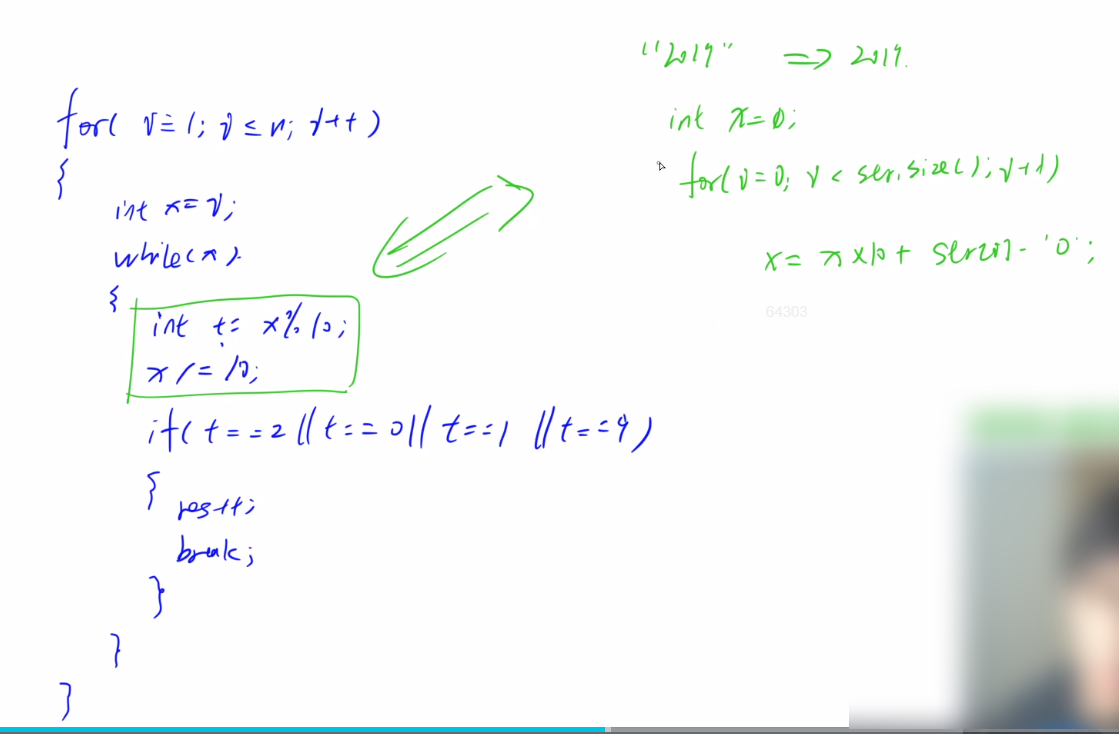 for( i=1; i≤n; i++)
{
int x=i;
while(x)
{
int t= x%10;
x/=10;
if( t==2 || t==0 || t==1 || t==9 )
{ res++;
break;
}
}
}
"2019" => 2019.
int x=0;
for(i=0; i< str.size(); i++)
x= x×10+ str[i]-'0';
64303